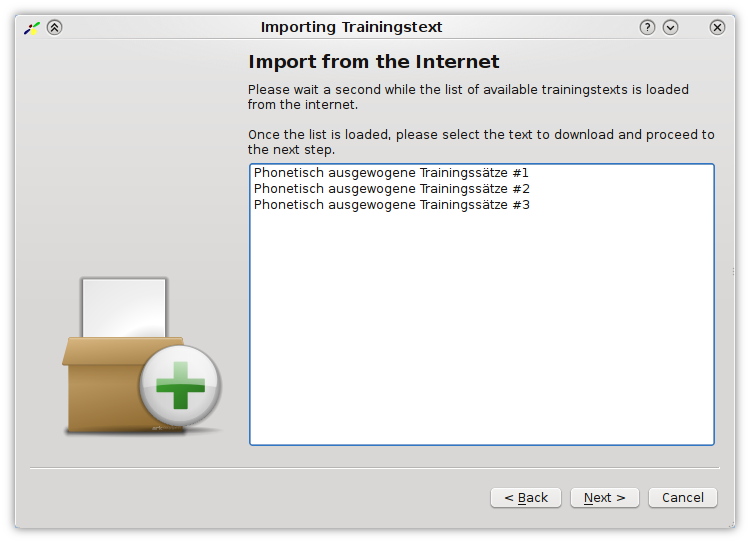 Importing Trainingstext
Import from the Internet
Please wait a second while the list of available trainingstexts is loaded
from the internet.
Once the list is loaded, please select the text to download and proceed to
the next step.
Phonetisch ausgewogene Trainingssätze #1
Phonetisch ausgewogene Trainingssätze #2
Phonetisch ausgewogene Trainingssätze #3
< Back Next > Cancel